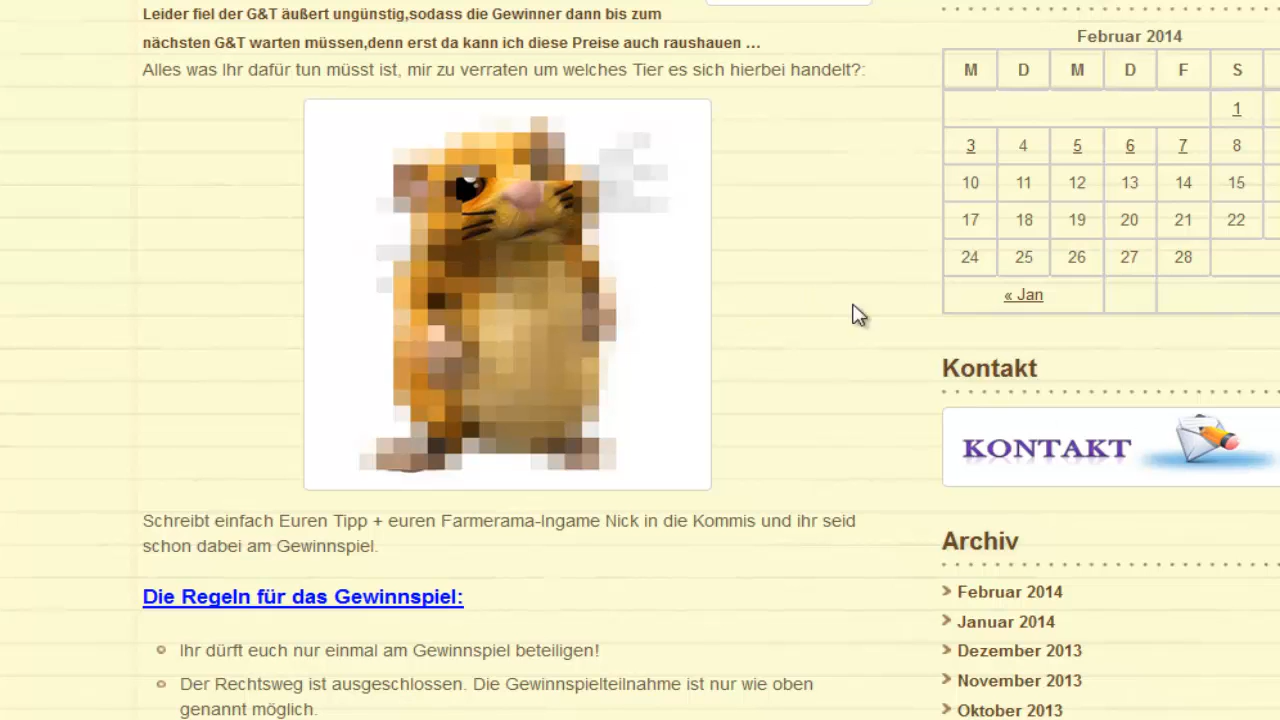 Leider fiel der G&T äußert ungünstig,sodass die Gewinner dann bis zum
nächsten G&T warten müssen,denn erst da kann ich diese Preise auch raushauen …
Alles was Ihr dafür tun müsst ist, mir zu verraten um welches Tier es sich hierbei handelt?:
Schreibt einfach Euren Tipp + euren Farmerama-Ingame Nick in die Kommis und ihr seid
schon dabei am Gewinnspiel.
Die Regeln für das Gewinnspiel:
Ihr dürft euch nur einmal am Gewinnspiel beteiligen!
Der Rechtsweg ist ausgeschlossen. Die Gewinnspielteilnahme ist nur wie oben
genannt möglich.
Februar 2014
M D M D F S
1
3 4 5 6 7 8
10 11 12 13 14 15
17 18 19 20 21 22
24 25 26 27 28
« Jan
Kontakt
KONTAKT
Archiv
Februar 2014
Januar 2014
Dezember 2013
November 2013
Oktober 2013